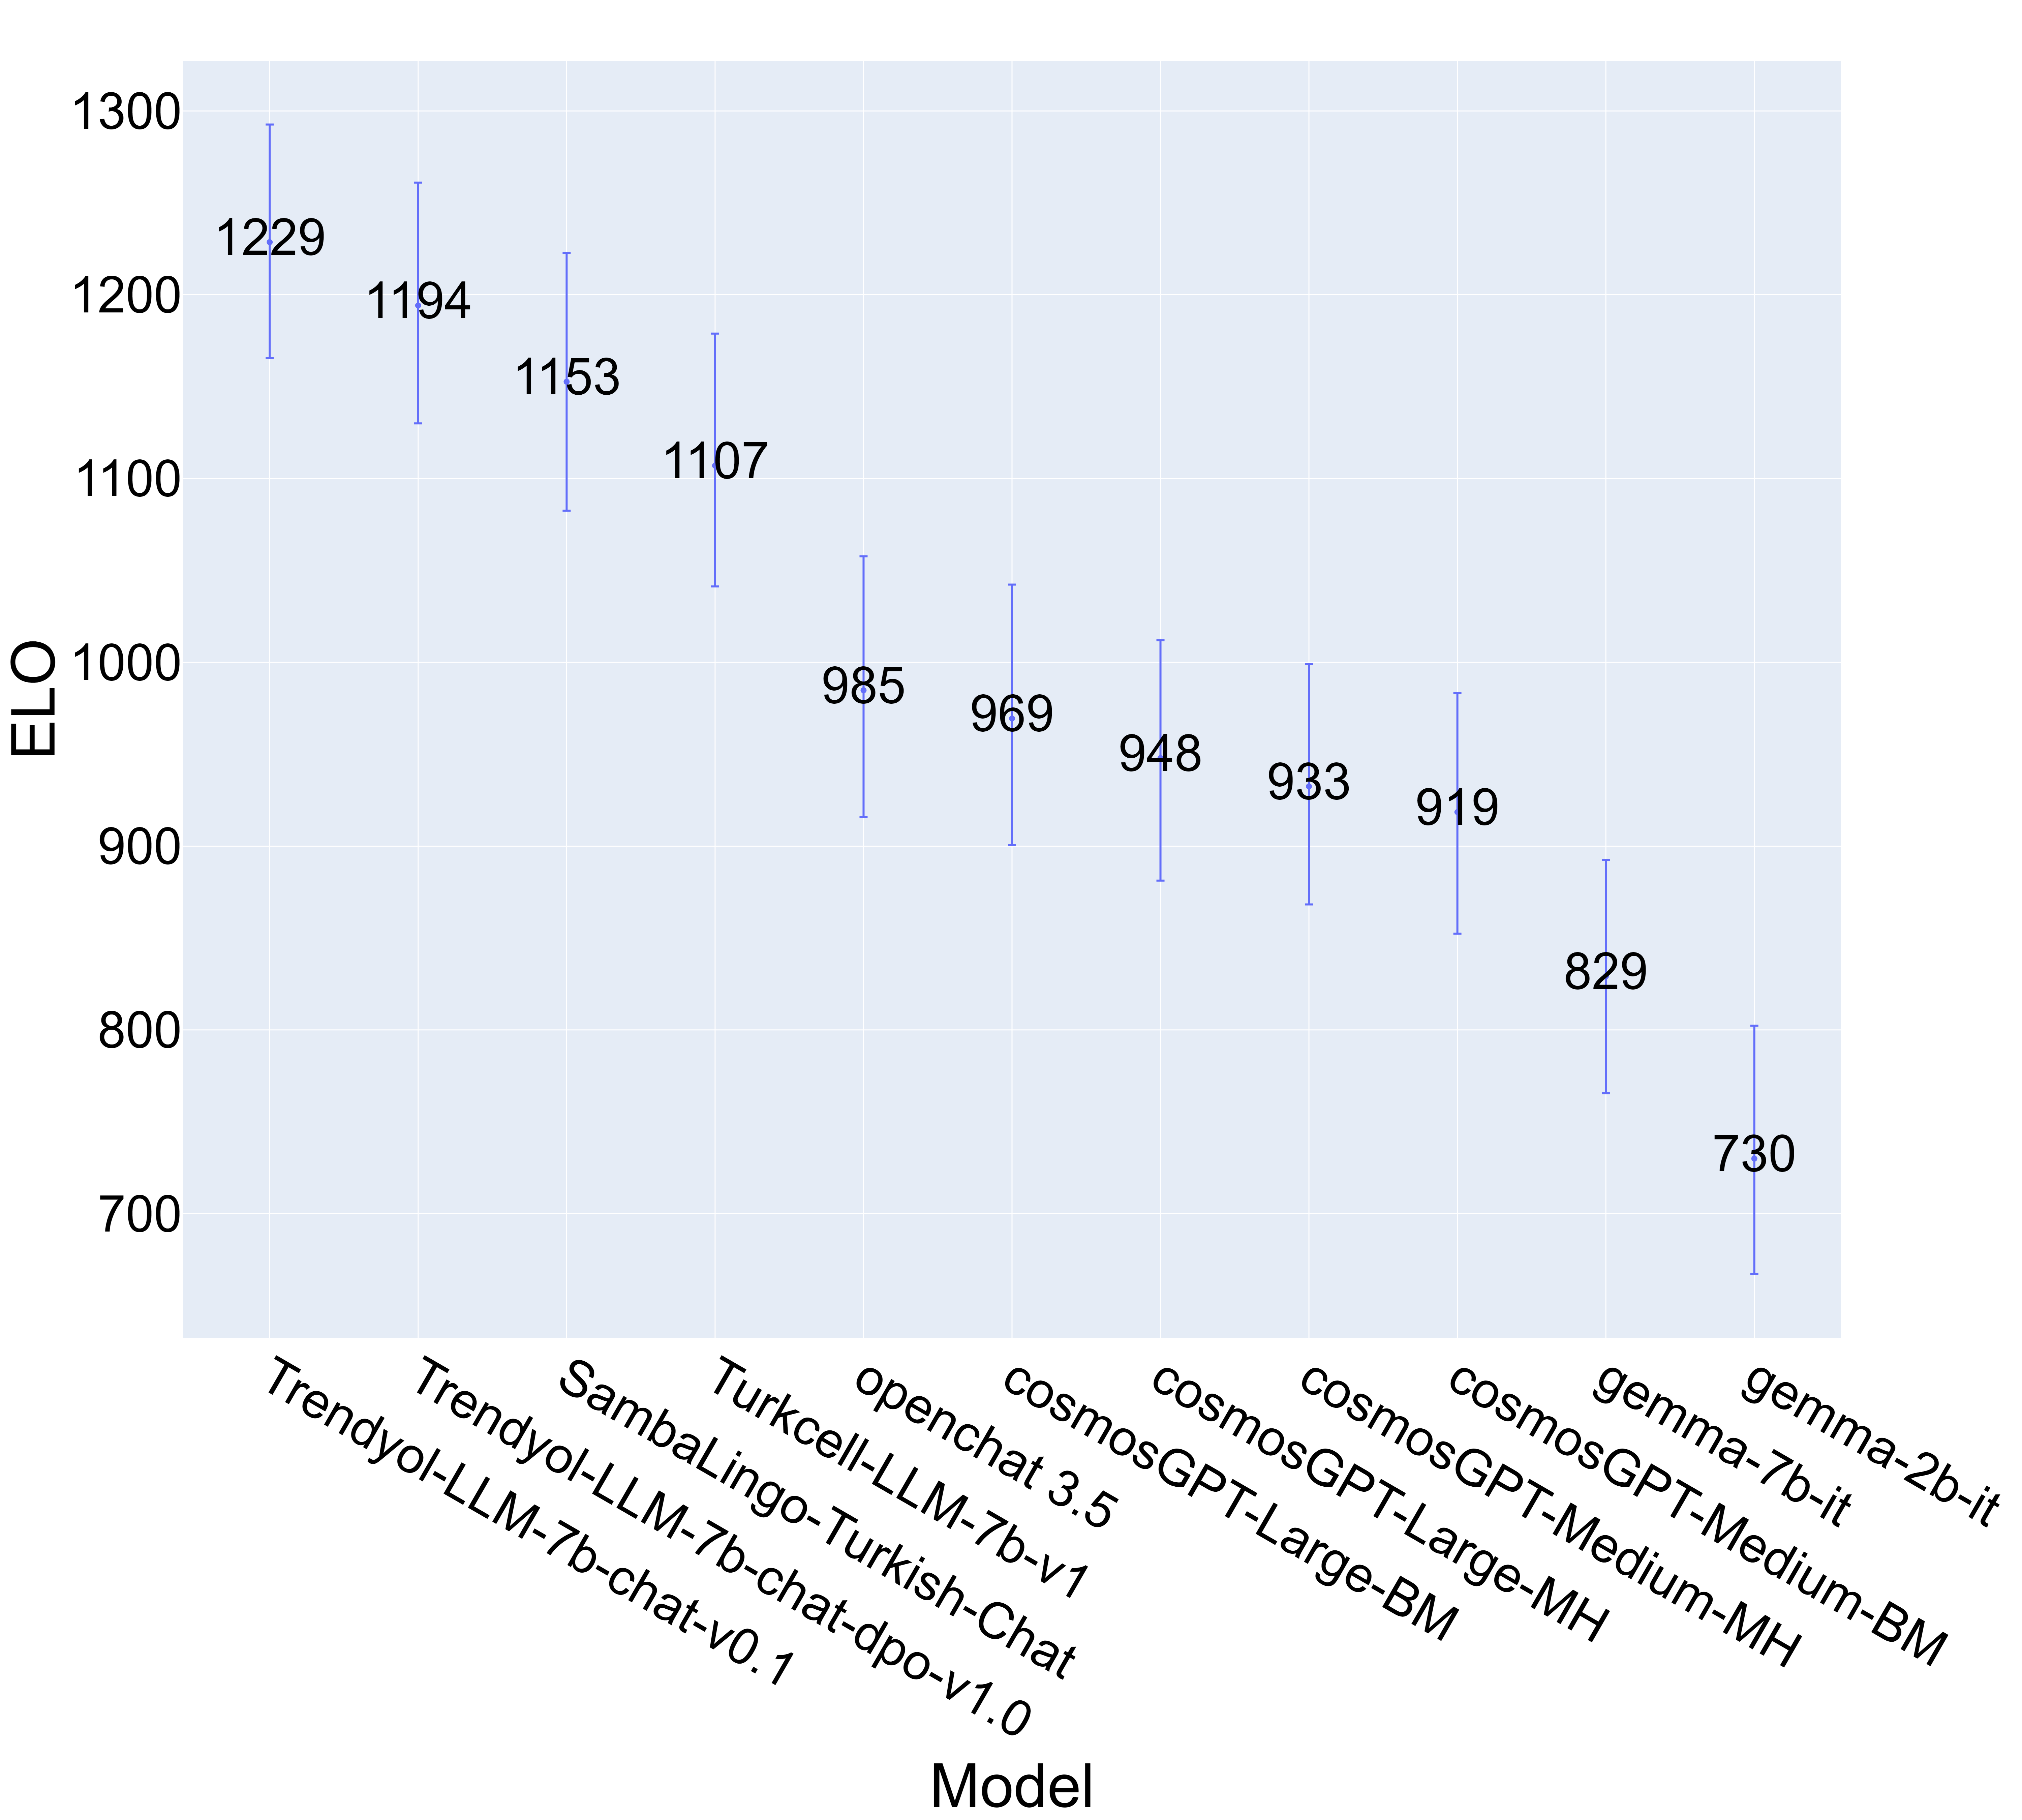 1300
1200
1100
1000
900
800
700
ELO
1229
1194
1153
1107
985
969
948
933
919
829
730
Trendyol-LLM-7b-chat-v0.1
Trendyol-LLM-7b-chat-dpo-v1.0
SambaLingo-Turkish-Chat
Turkcell-LLM-7b-v1
openchat 3.5
cosmosGPT-Large-BM
cosmosGPT-Large-MH
cosmosGPT-Medium-MH
cosmosGPT-Medium-BM
gemma-7b-it
gemma-2b-it
Model